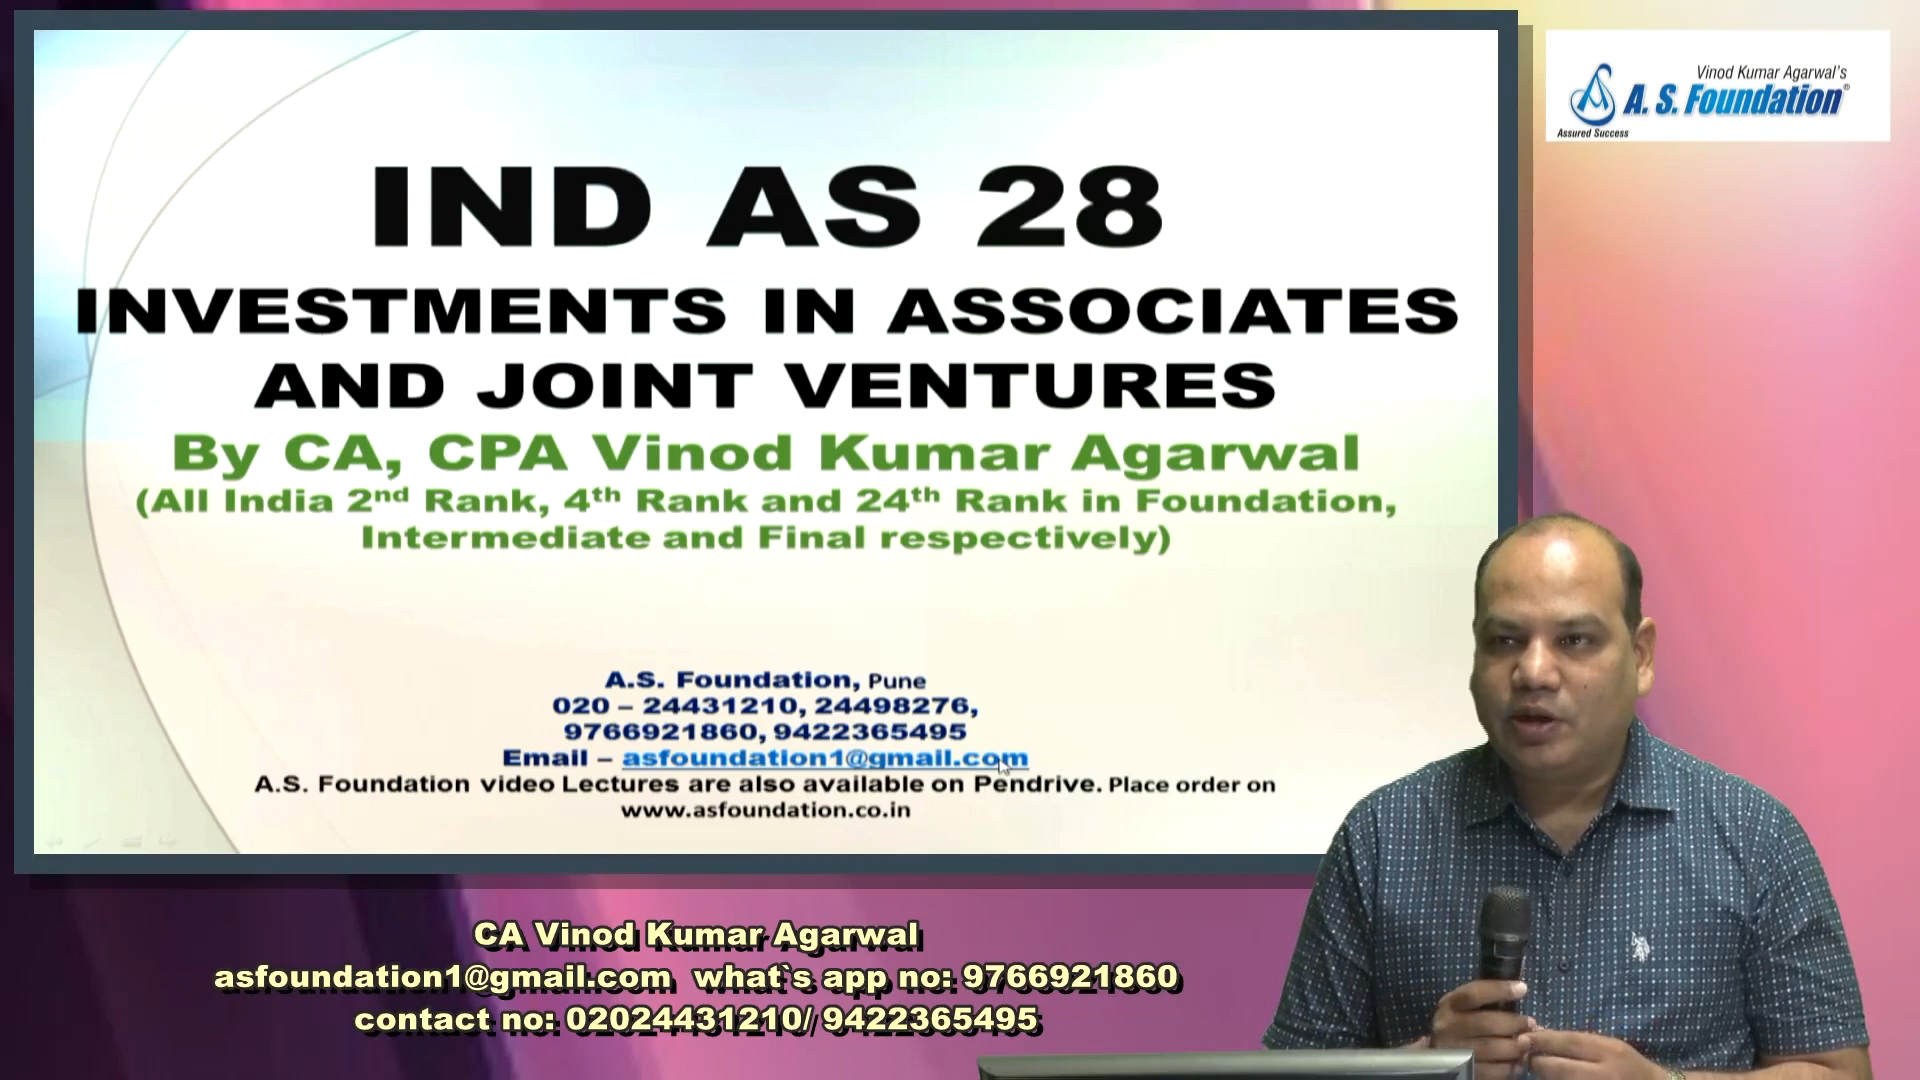 IND AS 28
INVESTMENTS IN ASSOCIATES
AND JOINT VENTURES
By CA, CPA Vinod Kumar Agarwal
(All India 2nd Rank, 4th Rank and 24th Rank in Foundation,
Intermediate and Final respectively)
A.S. Foundation, Pune
020 – 24431210, 24498276,
9766921860, 9422365495
Email – asfoundation1@gmail.com
A.S. Foundation video Lectures are also available on Pendrive. Place order on
www.asfoundation.co.in
Vinod Kumar Agarwal's
A. S. Foundation®
Assured Success
CA Vinod Kumar Agarwal
asfoundation1@gmail.com what`s app no: 9766921860
contact no: 02024431210/ 9422365495